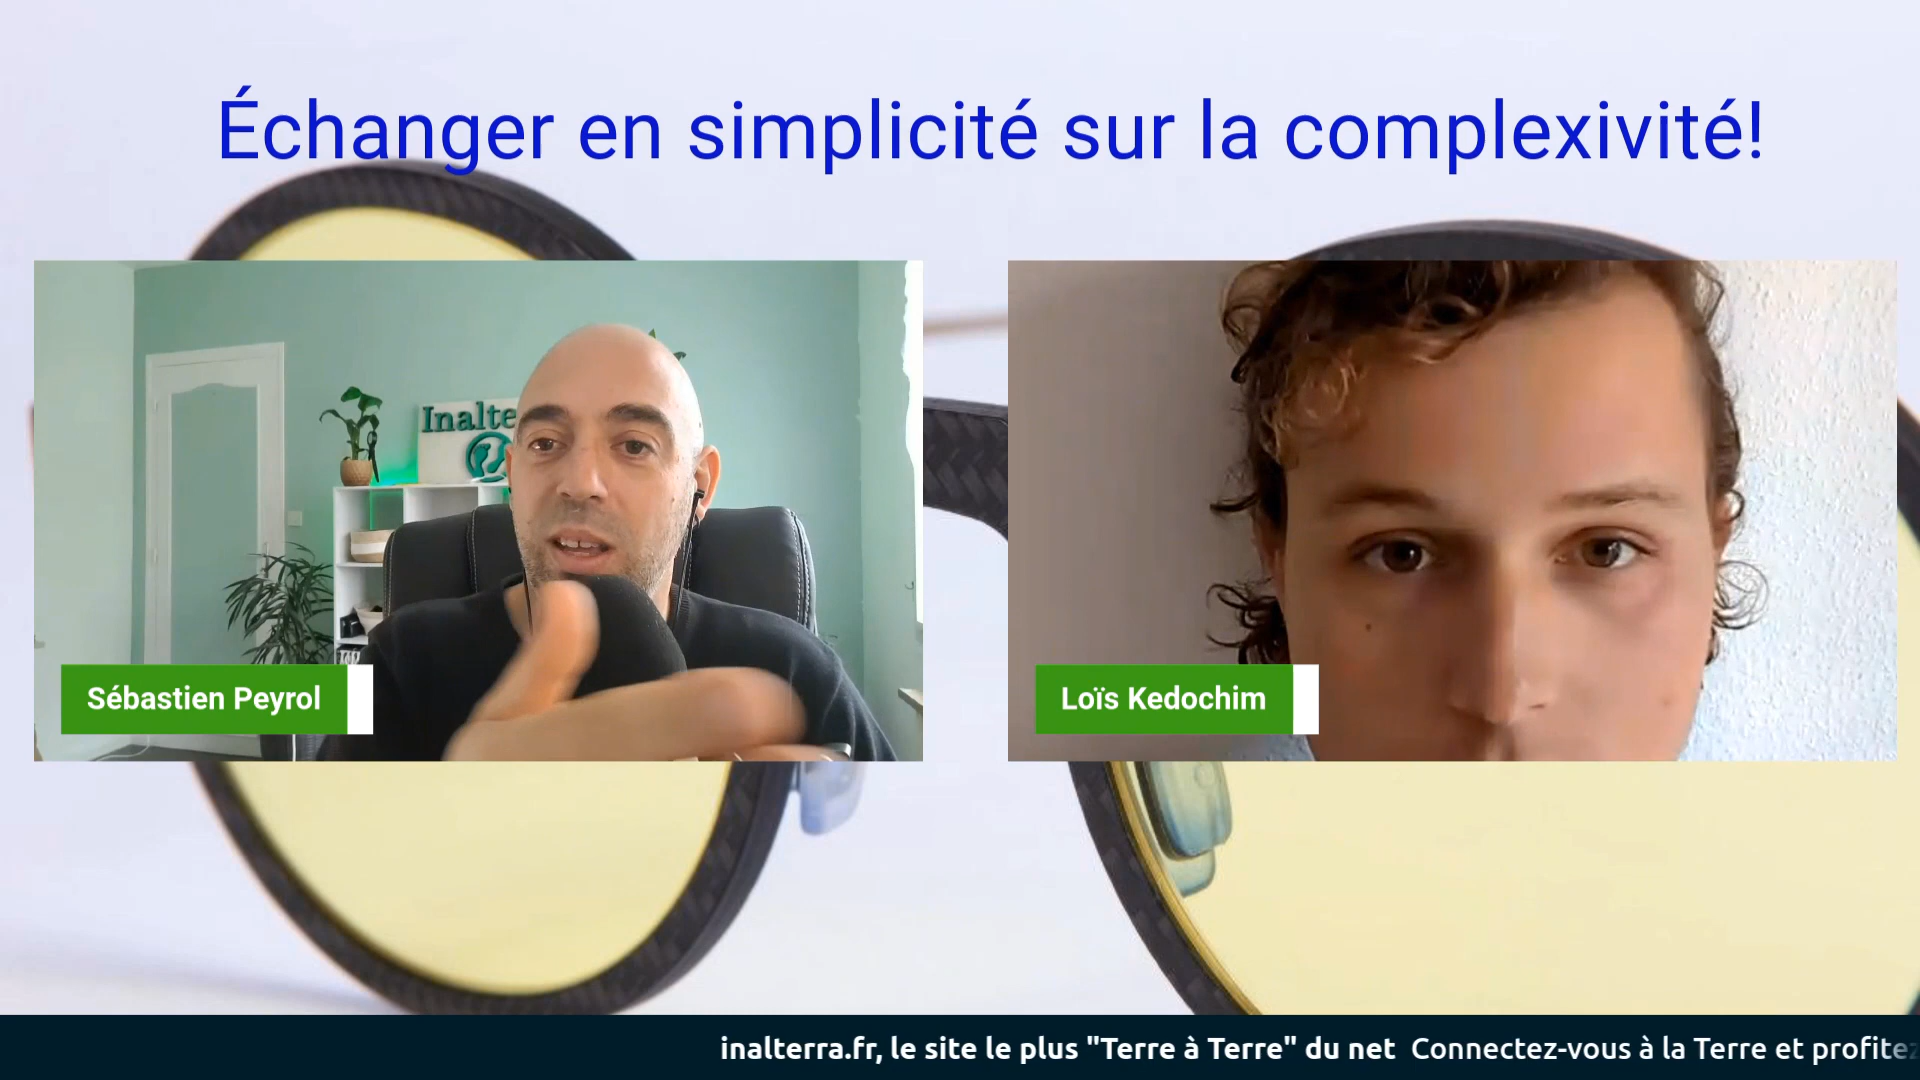 Échanger en simplicité sur la complexivité!
Inalte
Sébastien Peyrol
Loïs Kedochim
inalterra.fr, le site le plus "Terre à Terre" du net Connectez-vous à la Terre et profitez